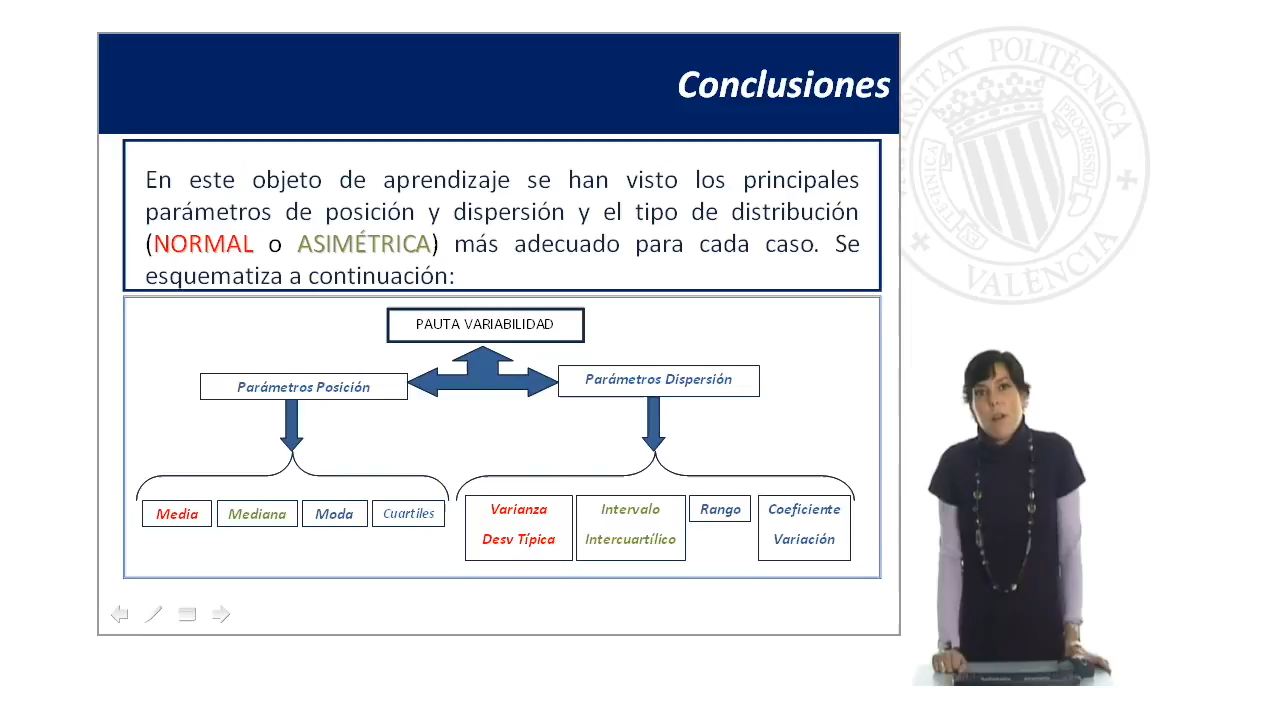 Conclusiones
En este objeto de aprendizaje se han visto los principales
parámetros de posición y dispersión y el tipo de distribución
(NORMAL o ASIMÉTRICA) más adecuado para cada caso. Se
esquematiza a continuación:
PAUTA VARIABILIDAD
Parámetros Posición
Parámetros Dispersión
Media
Mediana
Moda
Cuartiles
Varianza
Desv Típica
Intervalo
Intercuartílico
Rango
Coeficiente
Variación
POLITÈCNICA
VALÈNCIA